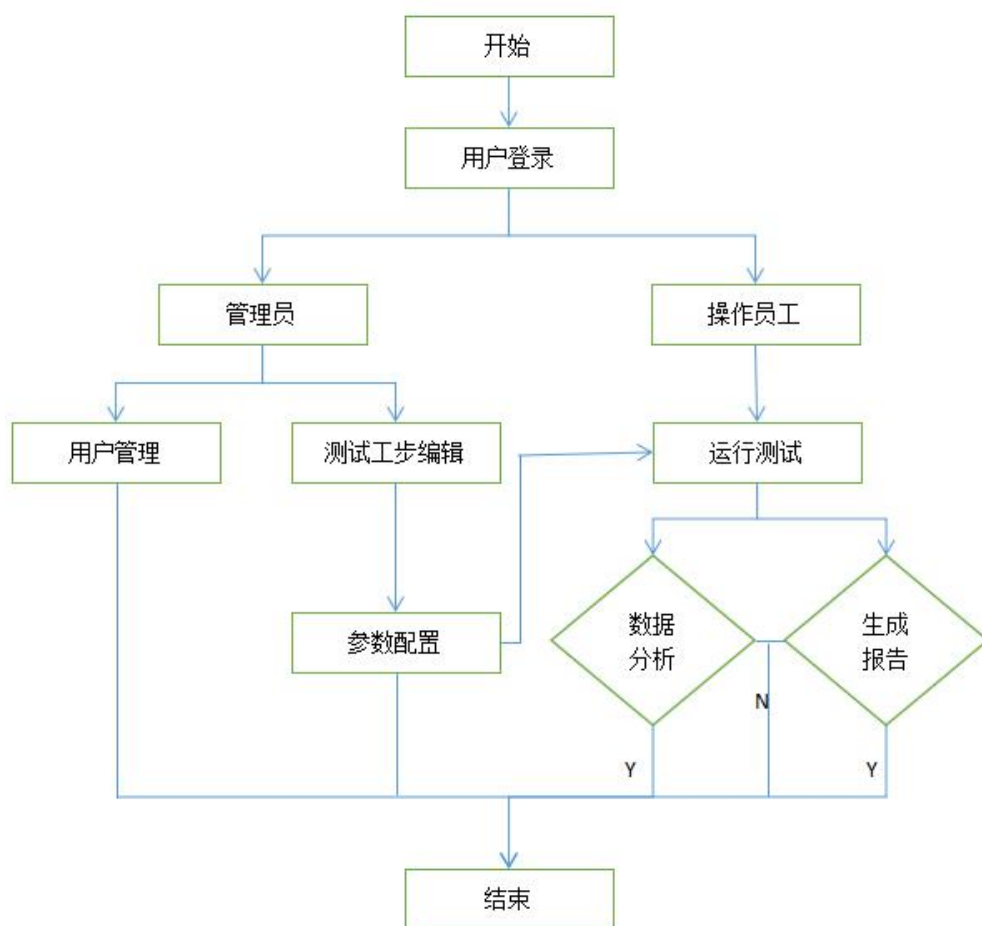 开始
用户登录
管理员
操作员工
用户管理
测试工步编辑
运行测试
参数配置
数据
分析
生成
报告
N
Y
Y
结束